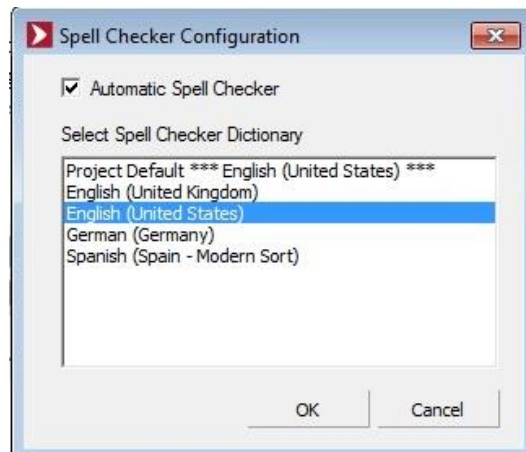 Spell Checker Configuration
Automatic Spell Checker
Select Spell Checker Dictionary
Project Default *** English (United States) ***
English (United Kingdom)
English (United States)
German (Germany)
Spanish (Spain - Modern Sort)
OK Cancel